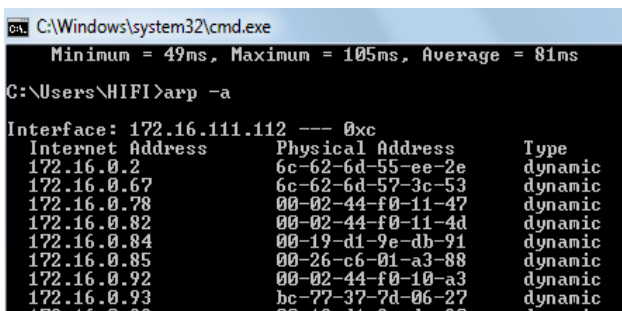 C:\Windows\system32\cmd.exe
Minimum = 49ms, Maximum = 105ms, Average = 81ms
C:\Users\HIFI>arp -a
Interface: 172.16.111.112 --- 0xc
Internet Address Physical Address Type
172.16.0.2 6c-62-6d-55-ee-2e dynamic
172.16.0.67 6c-62-6d-57-3c-53 dynamic
172.16.0.78 00-02-44-f0-11-47 dynamic
172.16.0.82 00-02-44-f0-11-4d dynamic
172.16.0.84 00-19-d1-9e-db-91 dynamic
172.16.0.85 00-26-c6-01-a3-88 dynamic
172.16.0.92 00-02-44-f0-10-a3 dynamic
172.16.0.93 bc-77-37-7d-06-27 dynamic